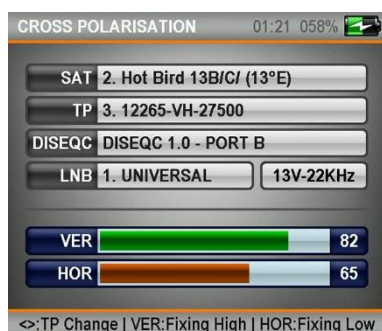 CROSS POLARISATION 01:21 058%
SAT 2. Hot Bird 13B/C/ (13°E)
TP 3. 12265-VH-27500
DISEQC DISEQC 1.0 - PORT B
LNB 1. UNIVERSAL 13V-22KHz
VER 82
HOR 65
<>:TP Change | VER:Fixing High | HOR:Fixing Low